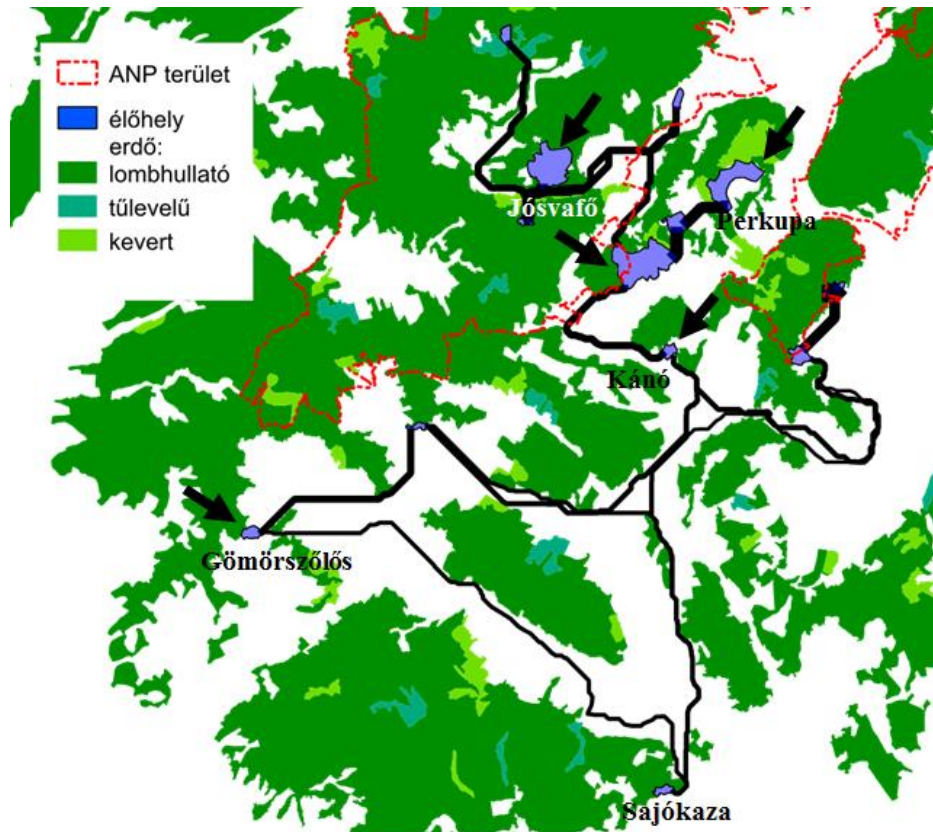 ANP terület
élőhely
erdő:
lombhullató
tűlevelű
kevert
Jósvafő
Perkupa
Kánó
Gömörszőlős
Sajókaza